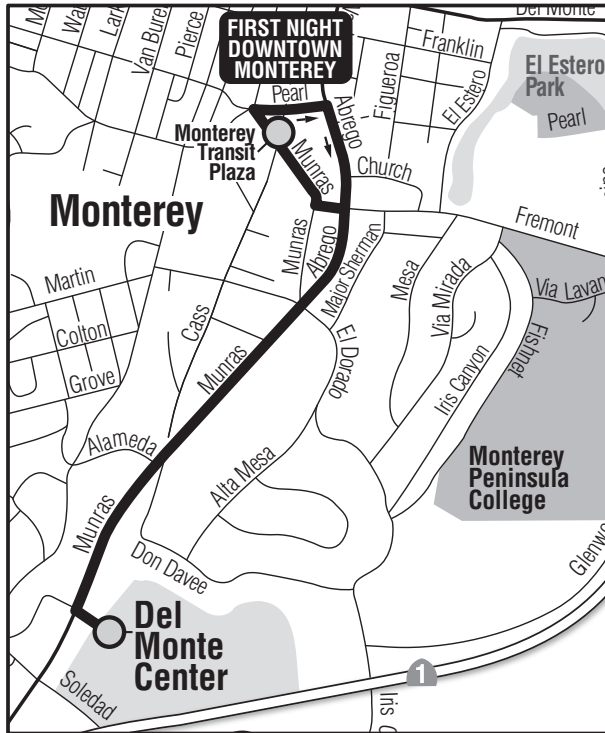 Lark
Van Buren
Pierce
FIRST NIGHT
DOWNTOWN
MONTEREY
Del Monte
Franklin
Figueroa
El Estero
El Estero
Park
Pearl
Pearl
Abrego
Monterey
Transit
Plaza
Munras
Church
Monterey
Fremont
Munras
Abrego
Major Sherman
Mesa
Via Mirada
Via Lavan
Martin
Colton
Grove
Cass
Munras
El Dorado
Iris Canyon
Fishnet
Alameda
Alta Mesa
Monterey
Peninsula
College
Munras
Don Davee
Glenwo
Del
Monte
Center
Soledad
1
Iris